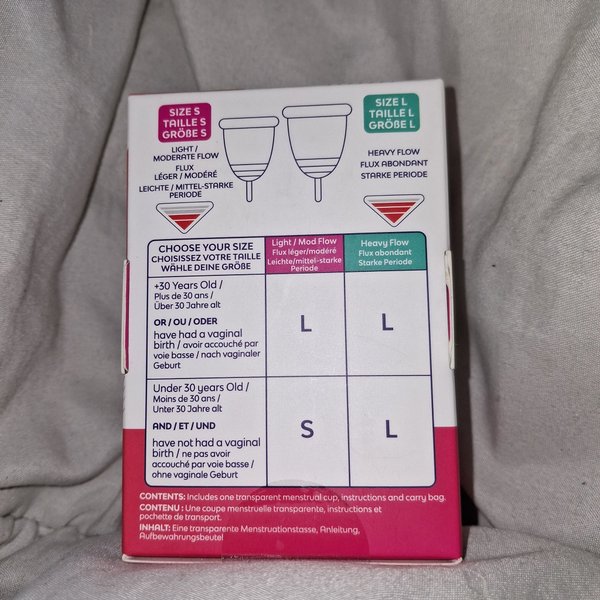 SIZE S
TAILLE S
GRÖßE S
LIGHT /
MODERATE FLOW
FLUX
LÉGER / MODÉRÉ
LEICHTE / MITTEL-STARKE
PERIODE
SIZE L
TAILLE L
GRÖßE L
HEAVY FLOW
FLUX ABONDANT
STARKE PERIODE
CHOOSE YOUR SIZE
CHOISISSEZ VOTRE TAILLE
WÄHLE DEINE GRÖßE
Light / Mod Flow
Flux léger/modéré
Leichte/mittel-starke
Periode
Heavy Flow
Flux abondant
Starke Periode
+30 Years Old /
Plus de 30 ans /
Über 30 Jahre alt
OR / OU / ODER
have had a vaginal
birth / avoir accouché par
voie basse / nach vaginaler
Geburt
L
L
Under 30 years Old /
Moins de 30 ans /
Unter 30 Jahre alt
AND / ET / UND
have not had a vaginal
birth / ne pas avoir
accouché par voie basse /
ohne vaginale Geburt
S
L
CONTENTS: Includes one transparent menstrual cup, instructions and carry bag.
CONTENU : Une coupe menstruelle transparente, instructions et
pochette de transport.
INHALT: Eine transparente Menstruationstasse, Anleitung,
Aufbewahrungsbeutel